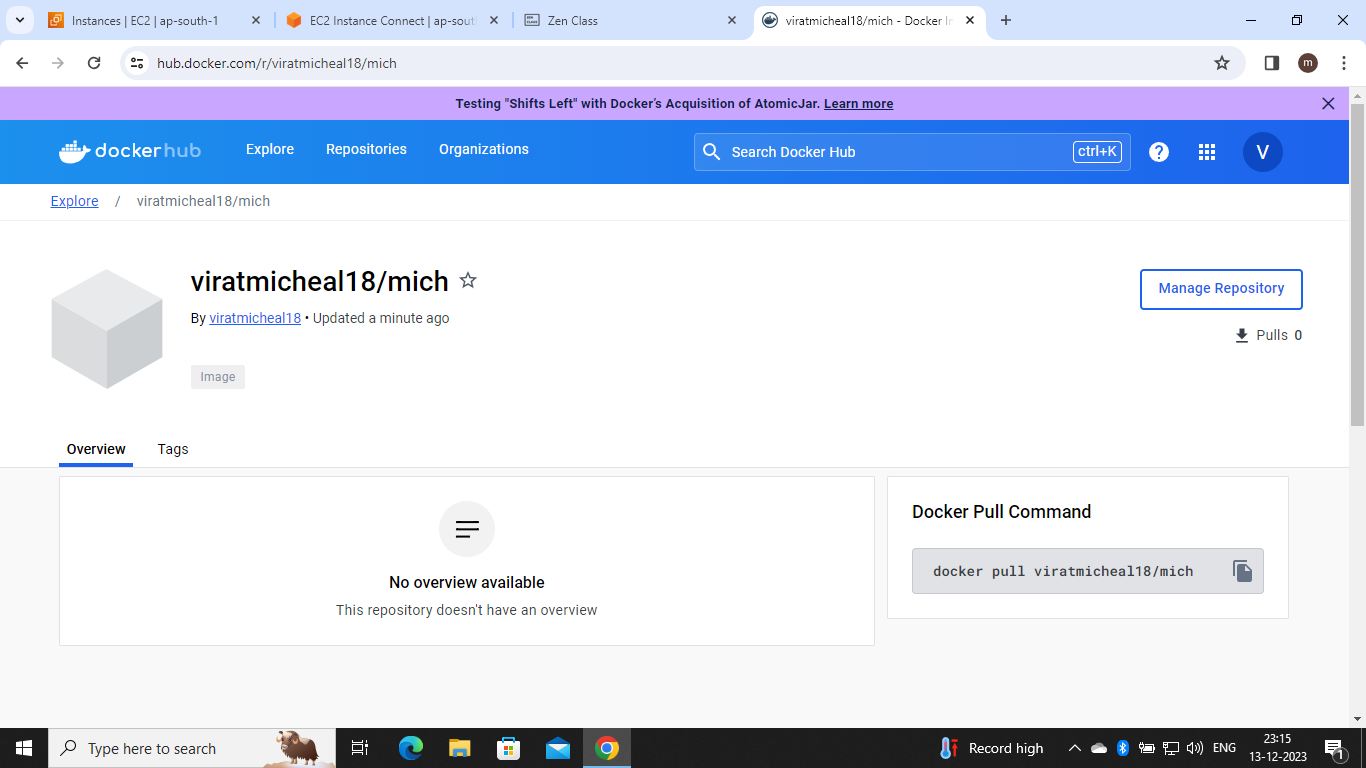 Instances | EC2 | ap-south-1
EC2 Instance Connect | ap-sout
Zen Class
viratmicheal18/mich - Docker I
hub.docker.com/r/viratmicheal18/mich
m
Testing "Shifts Left" with Docker's Acquisition of AtomicJar. Learn more
dockerhub
Explore
Repositories
Organizations
Search Docker Hub
ctrl+K
?
V
Explore / viratmicheal18/mich
viratmicheal18/mich
Manage Repository
By viratmicheal18 • Updated a minute ago
Pulls 0
Image
Overview
Tags
Docker Pull Command
docker pull viratmicheal18/mich
No overview available
This repository doesn't have an overview
Type here to search
Record high
ENG
23:15
13-12-2023
1